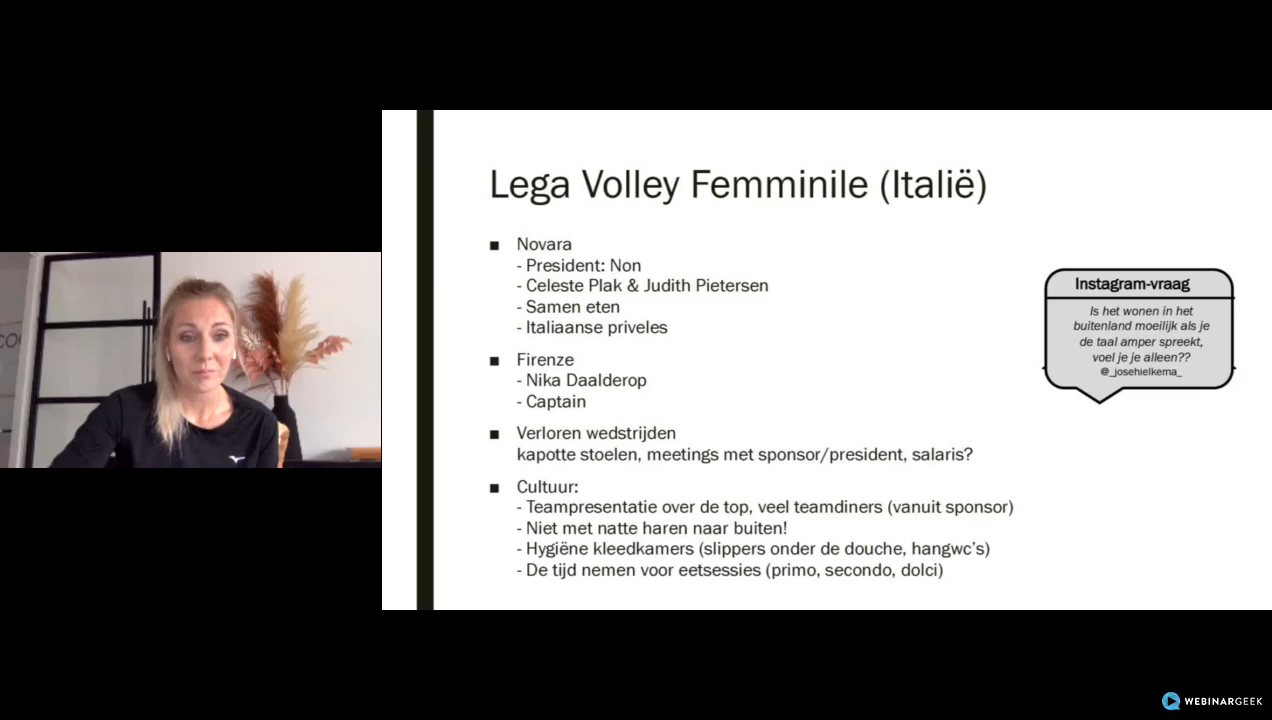 Lega Volley Femminile (Italië)
■ Novara
- President: Non
- Celeste Plak & Judith Pietersen
- Samen eten
- Italiaanse priveles
■ Firenze
- Nika Daalderop
- Captain
■ Verloren wedstrijden
kapotte stoelen, meetings met sponsor/president, salaris?
■ Cultuur:
- Teampresentatie over de top, veel teamdiners (vanuit sponsor)
- Niet met natte haren naar buiten!
- Hygiëne kleedkamers (slippers onder de douche, hangwc's)
- De tijd nemen voor eetsessies (primo, secondo, dolci)
Instagram-vraag
Is het wonen in het
buitenland moeilijk als je
de taal amper spreekt,
voel je je alleen??
@_josehielkema_
WEBINARGEEK